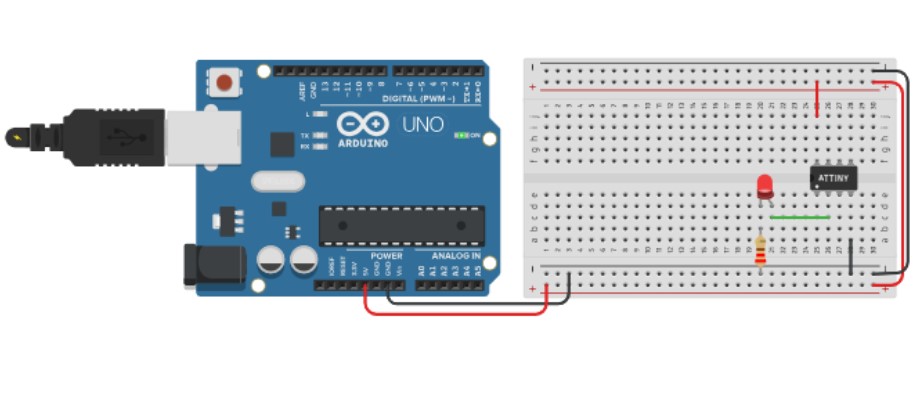 AREF
GND
13
12
~11
~10
~9
8
7
~6
~5
4
~3
2
TX→1
RX←0
DIGITAL (PWM ~)
L
TX
RX
UNO
ON
ARDUINO
ATTINY
POWER
ANALOG IN
IOREF
RESET
3.3V
5V
GND
GND
Vin
A0
A1
A2
A3
A4
A5